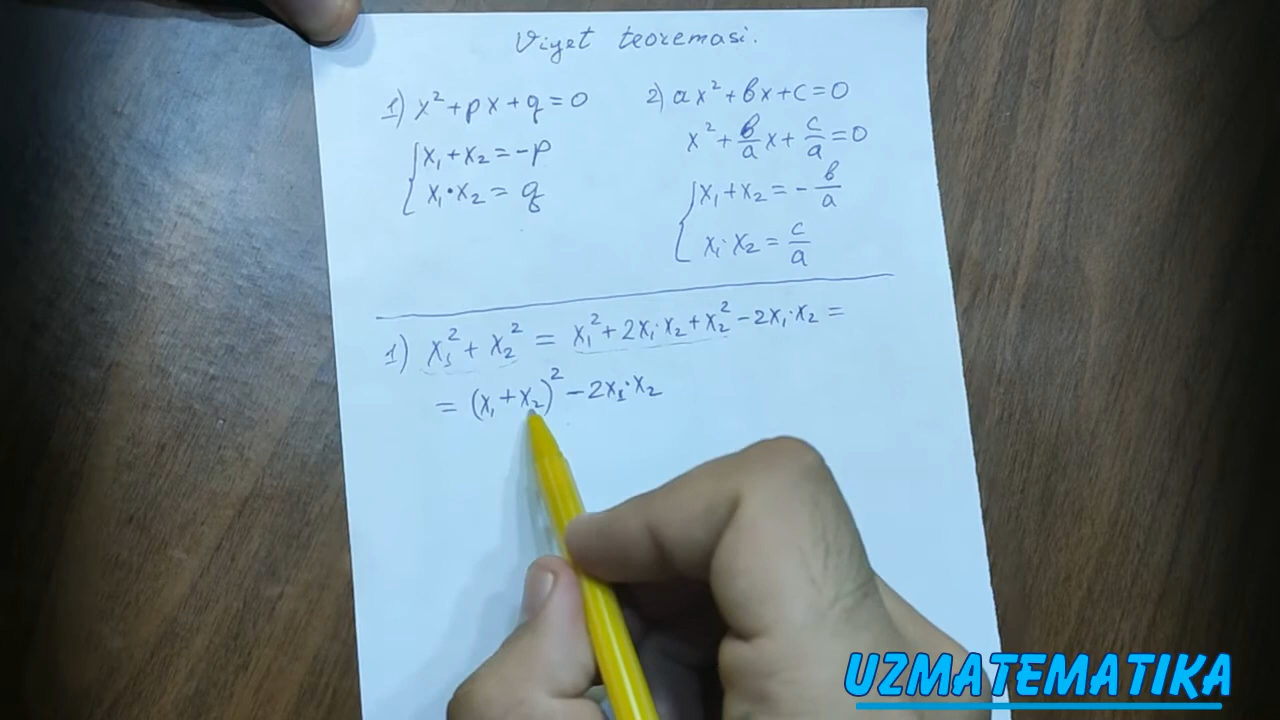 Viyet teoremasi.
1) x² + px + q = 0
{ x₁ + x₂ = -p
x₁ • x₂ = q
2) ax² + bx + c = 0
x² + b/a x + c/a = 0
{ x₁ + x₂ = - b/a
x₁ · x₂ = c/a
1) x₁² + x₂² = x₁² + 2x₁·x₂ + x₂² - 2x₁·x₂ =
= (x₁ + x₂)² - 2x₁·x₂
UZMATEMATIKA